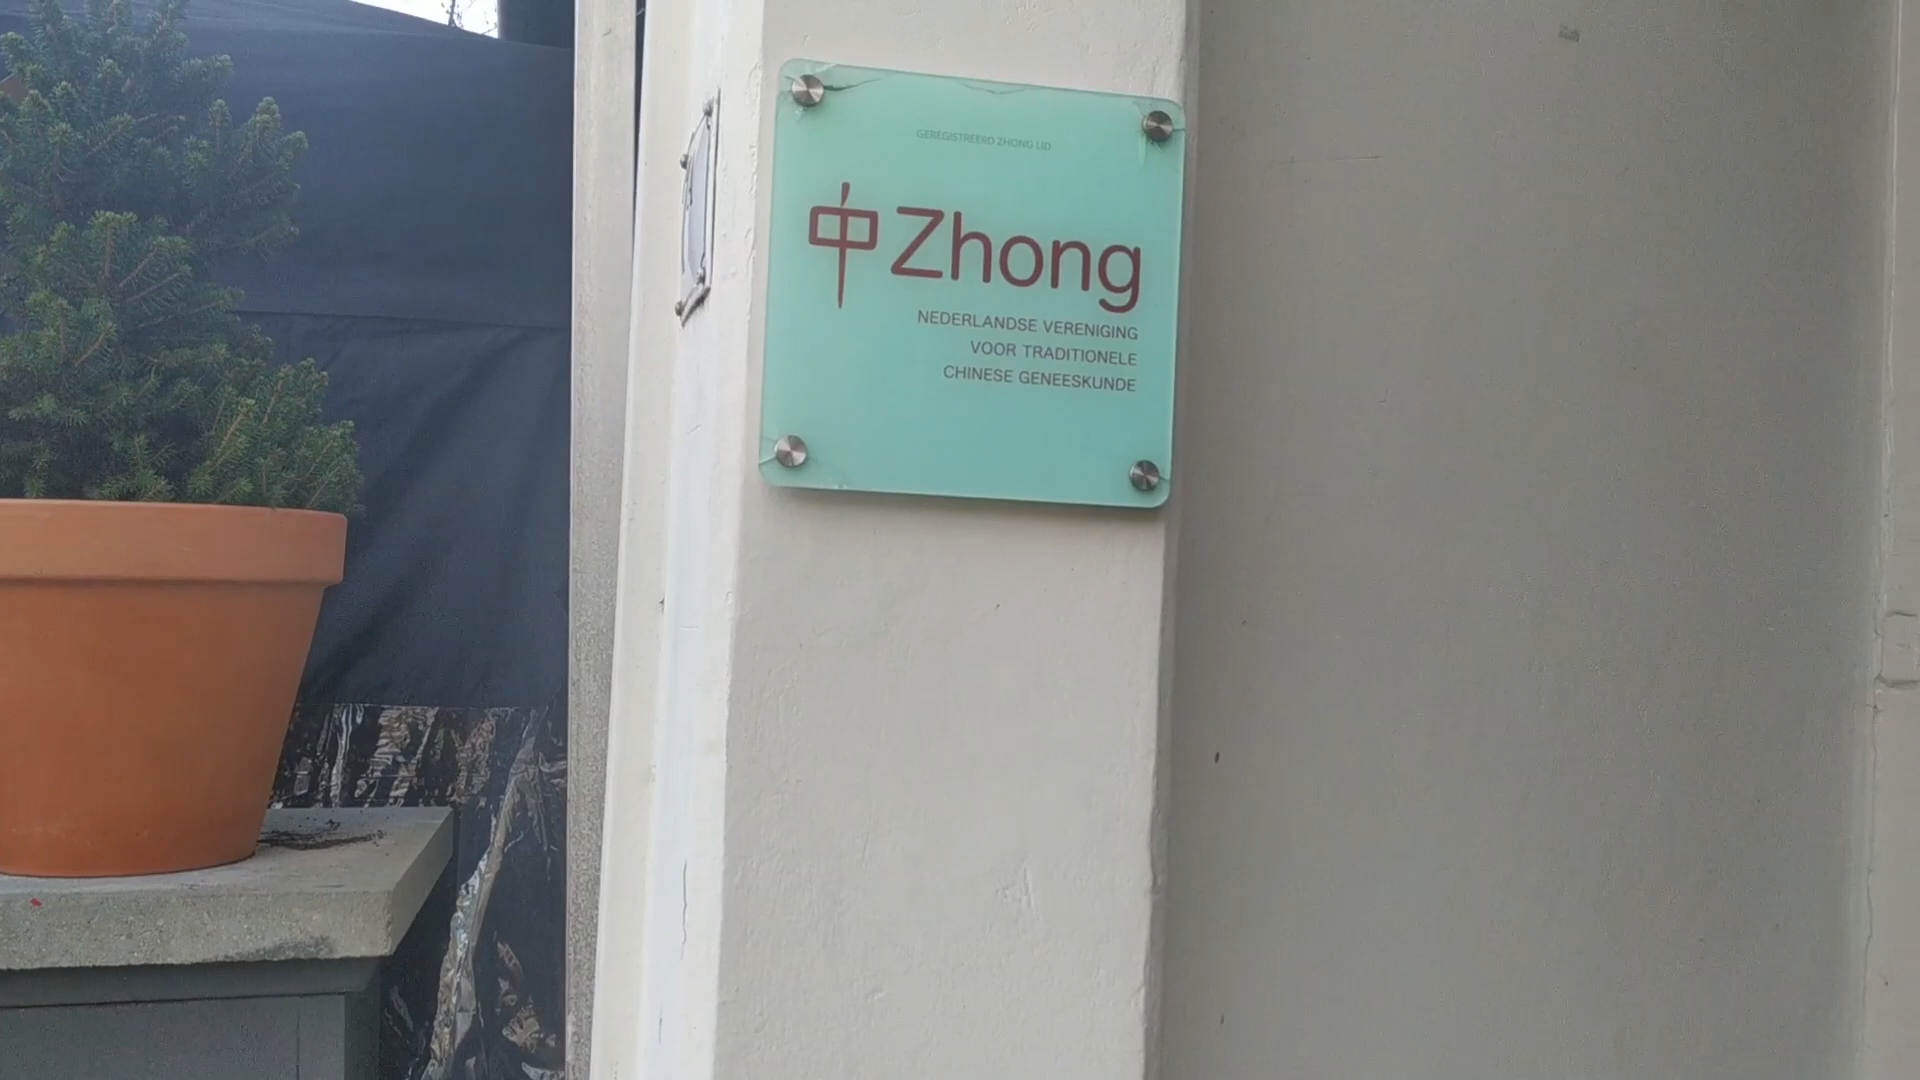 GEREGISTREERD ZHONG LID
中Zhong
NEDERLANDSE VERENIGING
VOOR TRADITIONELE
CHINESE GENEESKUNDE